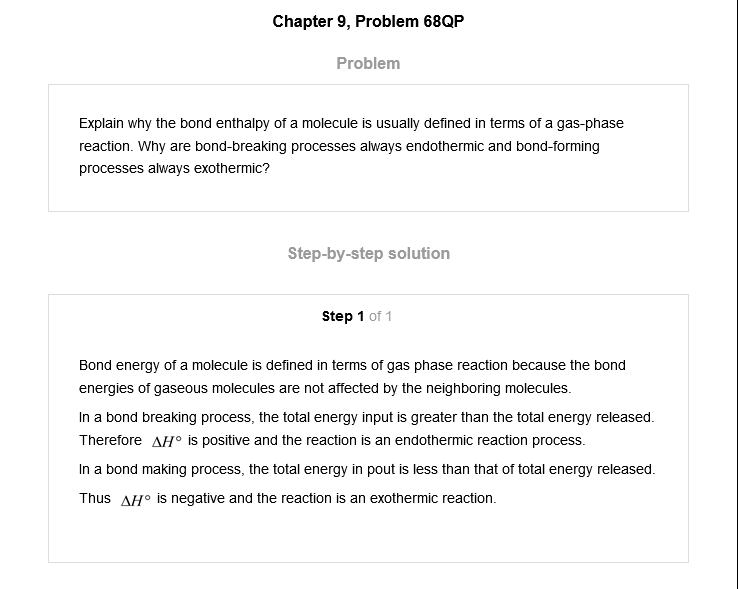 Chapter 9, Problem 68QP
Problem
Explain why the bond enthalpy of a molecule is usually defined in terms of a gas-phase
reaction. Why are bond-breaking processes always endothermic and bond-forming
processes always exothermic?
Step-by-step solution
Step 1 of 1
Bond energy of a molecule is defined in terms of gas phase reaction because the bond
energies of gaseous molecules are not affected by the neighboring molecules.
In a bond breaking process, the total energy input is greater than the total energy released.
Therefore ΔH° is positive and the reaction is an endothermic reaction process.
In a bond making process, the total energy in pout is less than that of total energy released.
Thus ΔH° is negative and the reaction is an exothermic reaction.